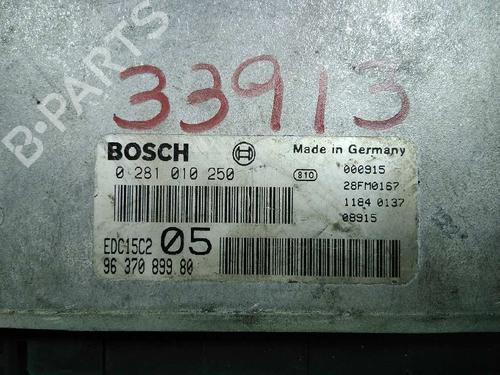 B-PARTS
33913
BOSCH
Made in Germany
0 281 010 250
810
000915
28FM0167
1184 0137
08915
EDC15C2 05
96 370 899 80